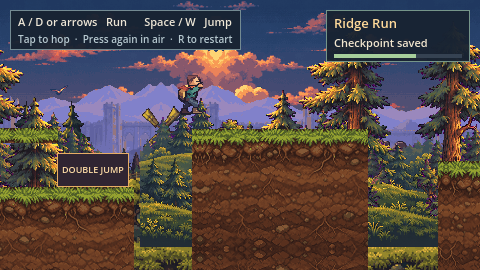 A / D or arrows Run Space / W Jump
Tap to hop · Press again in air · R to restart
Ridge Run
Checkpoint saved
DOUBLE JUMP